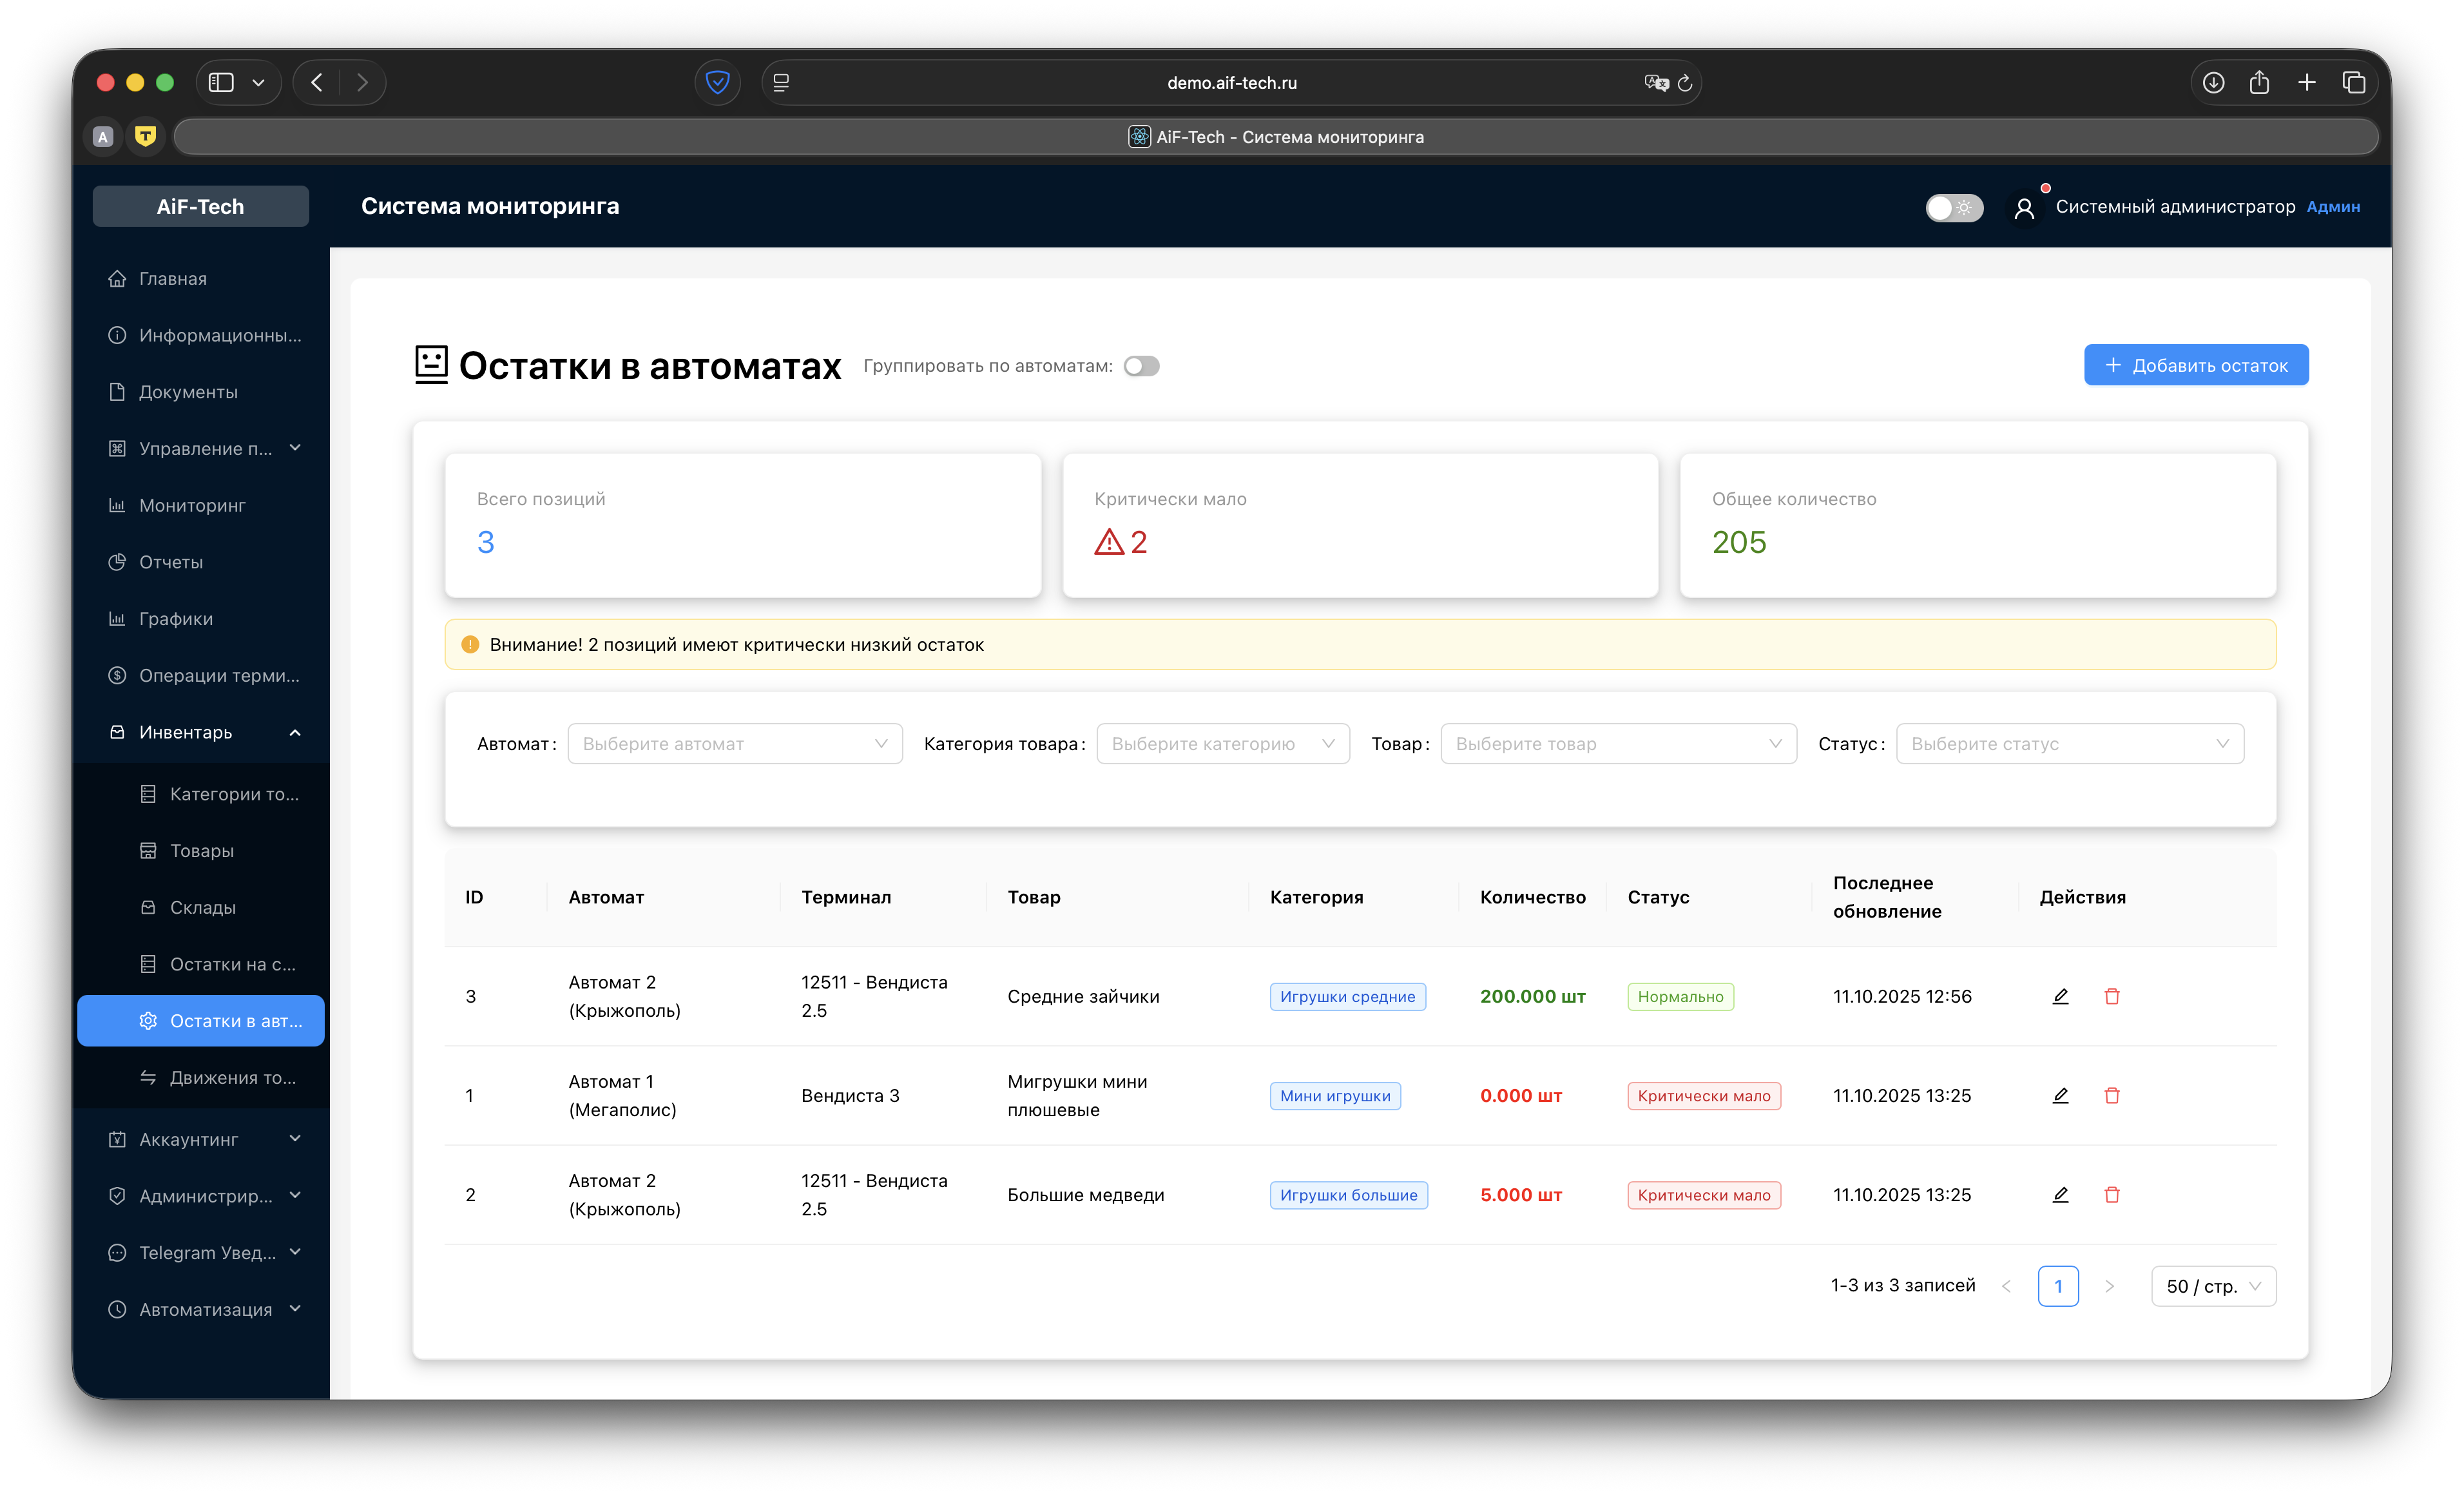 demo.aif-tech.ru
A
T
AiF-Tech - Система мониторинга
AiF-Tech
Система мониторинга
Системный администратор Админ
Главная
Информационны...
Документы
Управление п...
Мониторинг
Отчеты
Графики
Операции терми...
Инвентарь
Категории то...
Товары
Склады
Остатки на с...
Остатки в авт...
Движения то...
Аккаунтинг
Администрир...
Telegram Увед...
Автоматизация
Остатки в автоматах
Группировать по автоматам:
Добавить остаток
Всего позиций
3
Критически мало
2
Общее количество
205
Внимание! 2 позиций имеют критически низкий остаток
Автомат: Выберите автомат
Категория товара: Выберите категорию
Товар: Выберите товар
Статус: Выберите статус
ID Автомат Терминал Товар Категория Количество Статус Последнее обновление Действия
3 Автомат 2 (Крыжополь) 12511 - Вендиста 2.5 Средние зайчики Игрушки средние 200.000 шт Нормально 11.10.2025 12:56
1 Автомат 1 (Мегаполис) Вендиста 3 Мигрушки мини плюшевые Мини игрушки 0.000 шт Критически мало 11.10.2025 13:25
2 Автомат 2 (Крыжополь) 12511 - Вендиста 2.5 Большие медведи Игрушки большие 5.000 шт Критически мало 11.10.2025 13:25
1-3 из 3 записей 1 50 / стр.